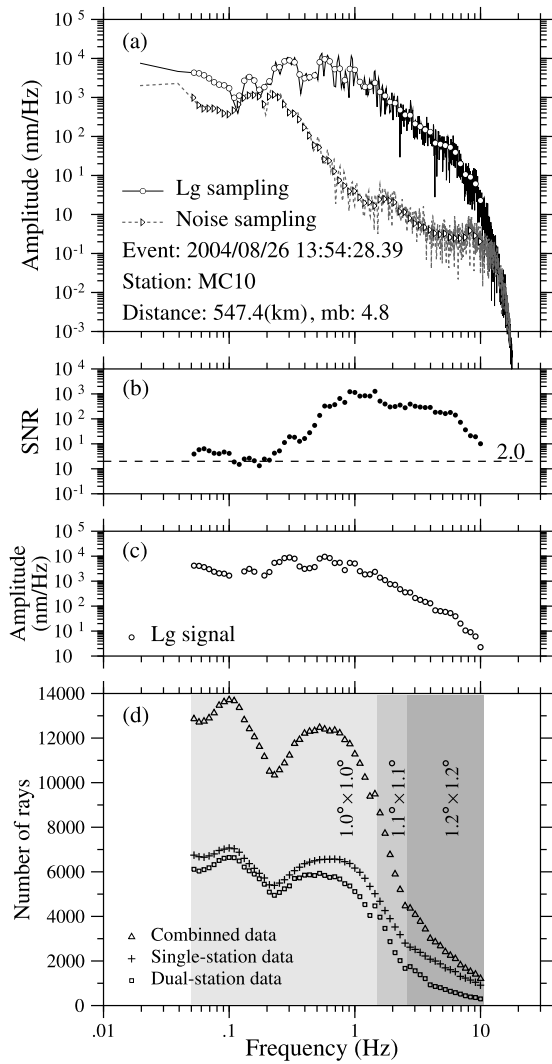 (a)
10^5
10^4
10^3
10^2
10^1
1
10^-1
10^-2
10^-3
Amplitude (nm/Hz)
Lg sampling
Noise sampling
Event: 2004/08/26 13:54:28.39
Station: MC10
Distance: 547.4(km), mb: 4.8
(b)
10^4
10^3
10^2
10^1
1
10^-1
SNR
2.0
(c)
10^5
10^4
10^3
10^2
10^1
10
Amplitude
(nm/Hz)
Lg signal
(d)
14000
12000
10000
8000
6000
4000
2000
0
Number of rays
1.0°×1.0°
1.1°×1.1°
1.2°×1.2°
Combinned data
Single-station data
Dual-station data
.01
.1
1
10
Frequency (Hz)